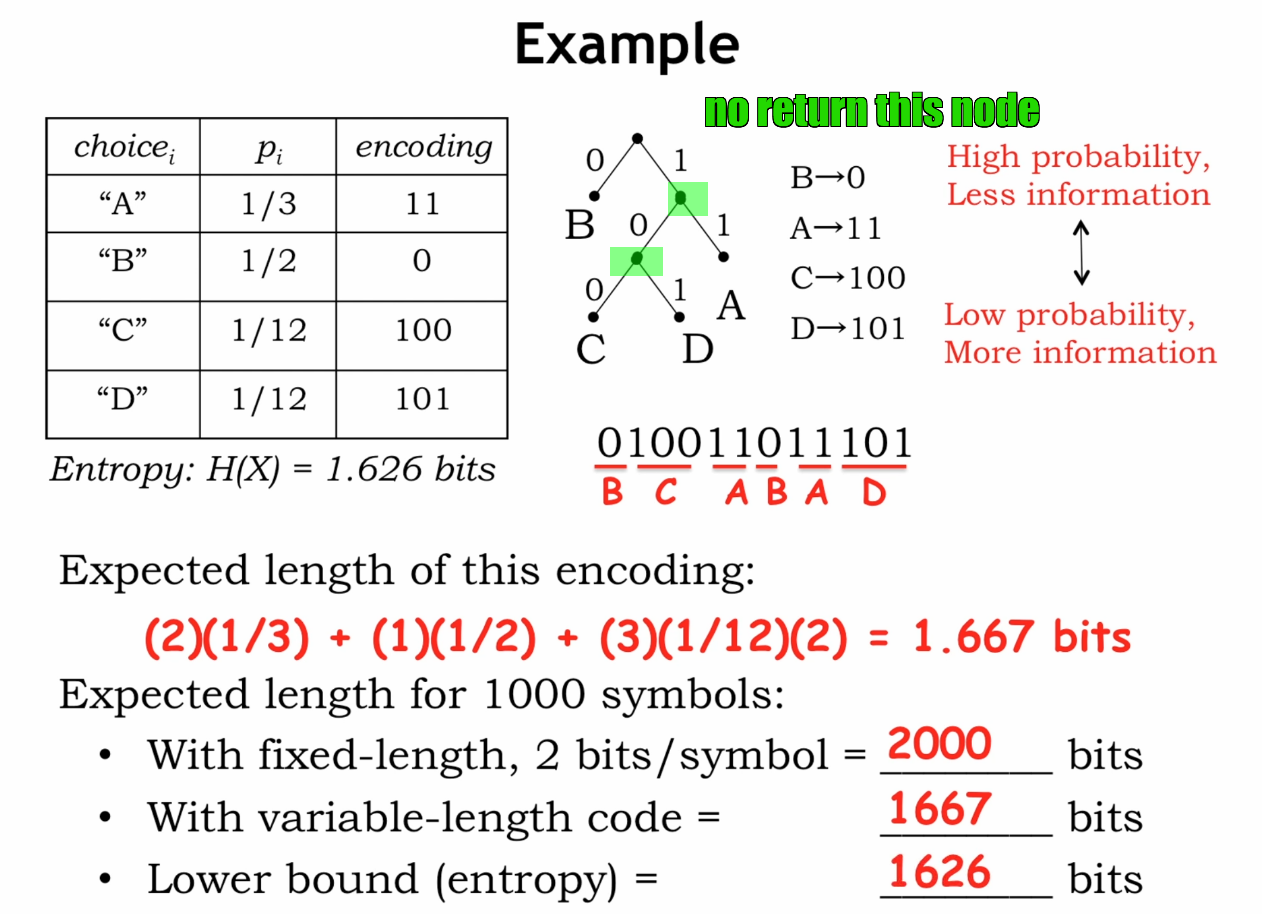 Example
no return this node
choiceᵢ pᵢ encoding
“A” 1/3 11
“B” 1/2 0
“C” 1/12 100
“D” 1/12 101
Entropy: H(X) = 1.626 bits
0 1
B 0 1
0 1 A
C D
B→0
A→11
C→100
D→101
High probability,
Less information
Low probability,
More information
010011011101
B C A B A D
Expected length of this encoding:
(2)(1/3) + (1)(1/2) + (3)(1/12)(2) = 1.667 bits
Expected length for 1000 symbols:
• With fixed-length, 2 bits/symbol = 2000 bits
• With variable-length code = 1667 bits
• Lower bound (entropy) = 1626 bits